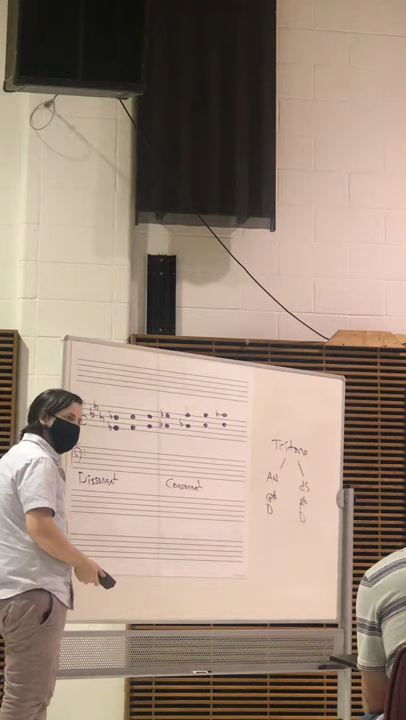 Tritone
A4 d5
G# Ab
D D
Dissonant Consonant